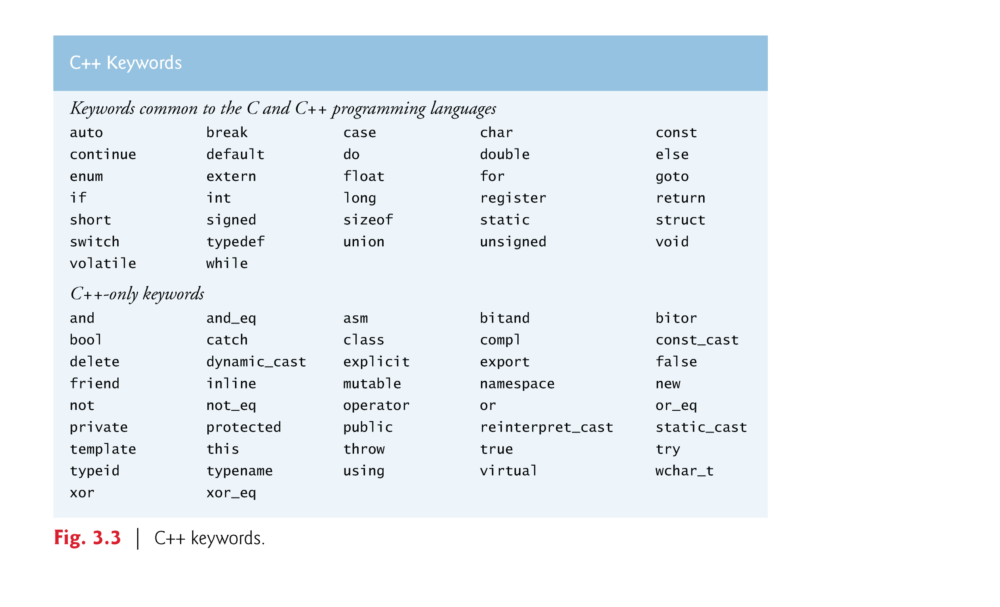 C++ Keywords
Keywords common to the C and C++ programming languages
auto break case char const
continue default do double else
enum extern float for goto
if int long register return
short signed sizeof static struct
switch typedef union unsigned void
volatile while
C++-only keywords
and and_eq asm bitand bitor
bool catch class compl const_cast
delete dynamic_cast explicit export false
friend inline mutable namespace new
not not_eq operator or or_eq
private protected public reinterpret_cast static_cast
template this throw true try
typeid typename using virtual wchar_t
xor xor_eq
Fig. 3.3 | C++ keywords.